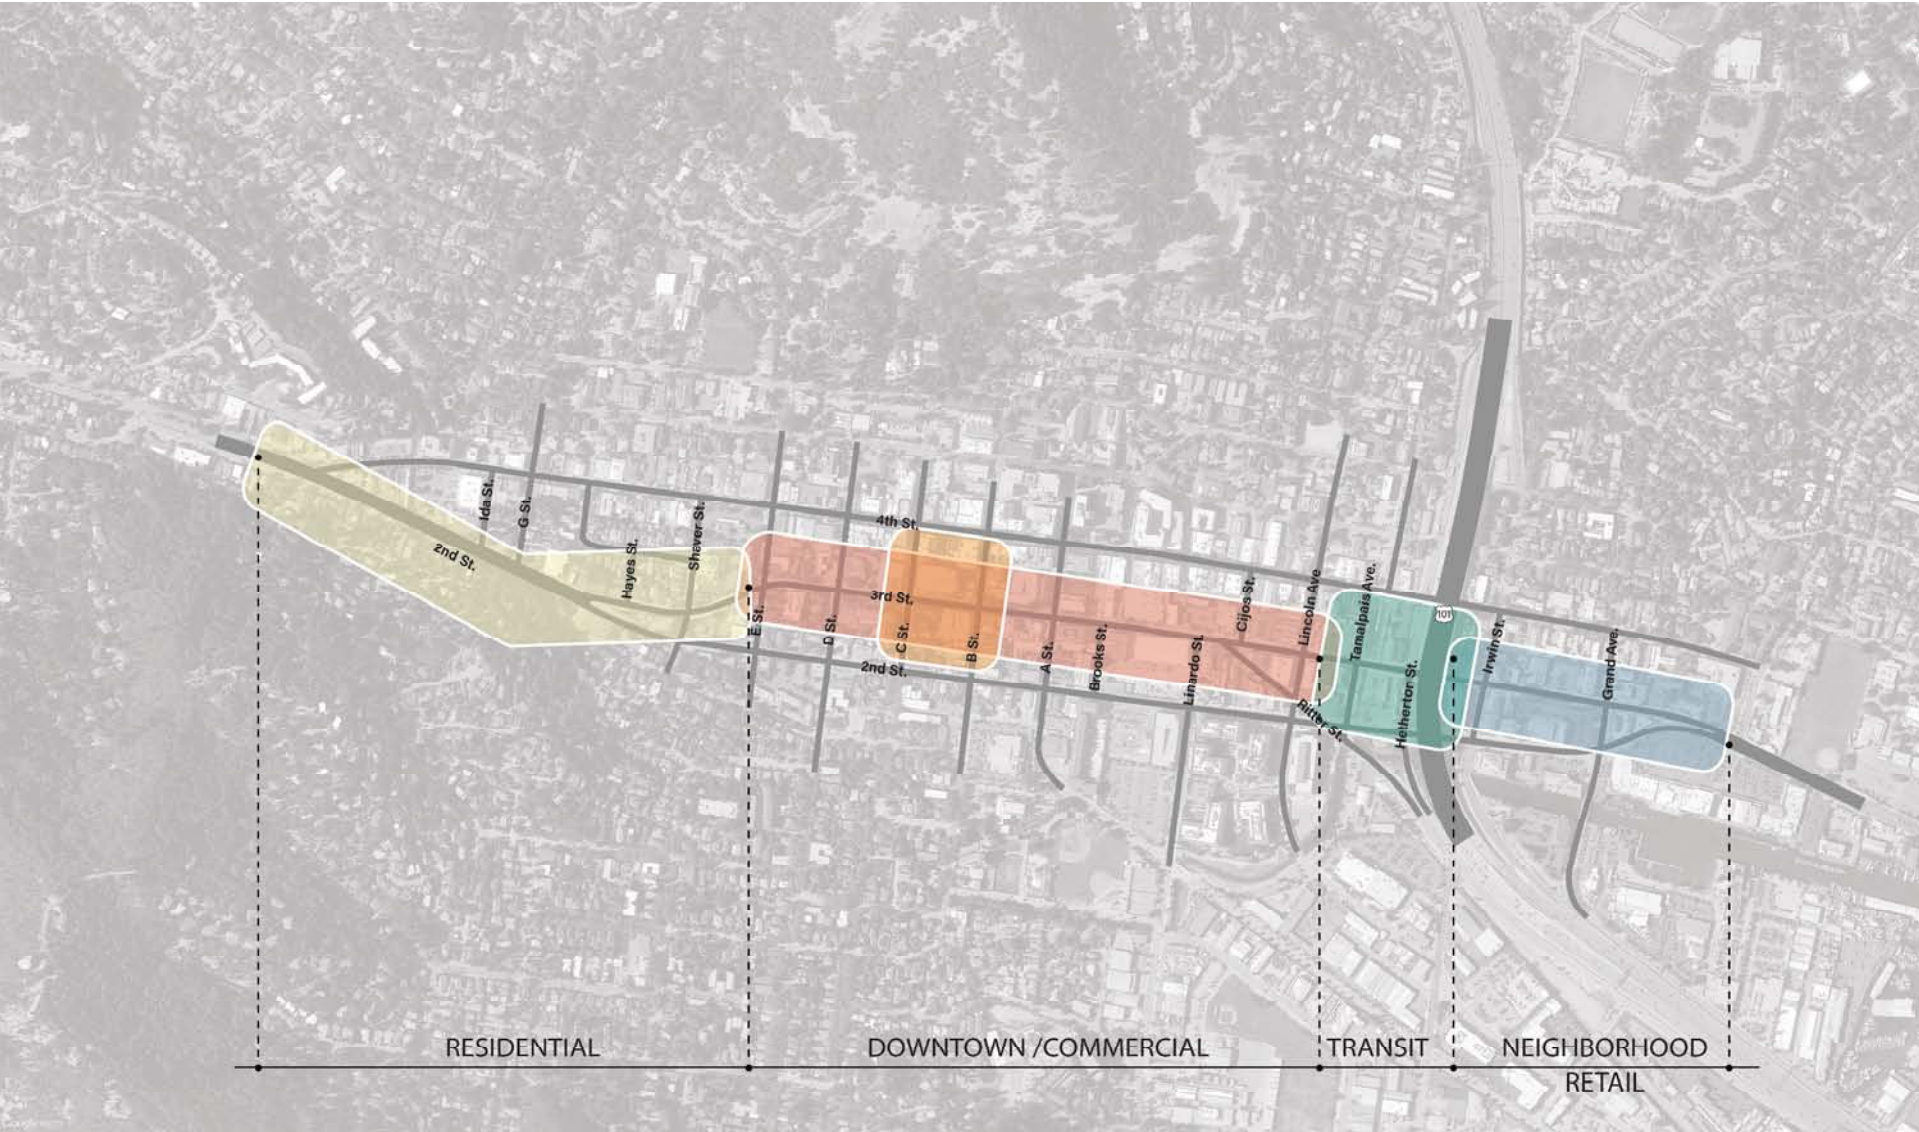 Ida St.
G St.
Hayes St.
Shaver St.
2nd St.
4th St.
3rd St.
E St.
D St.
C St.
B St.
2nd St.
A St.
Brooks St.
Linardo St.
Cijos St.
Lincoln Ave
Ritter St.
Tamalpais Ave.
Hetherton St.
101
Irwin St.
Grand Ave.
RESIDENTIAL
DOWNTOWN /COMMERCIAL
TRANSIT
NEIGHBORHOOD
RETAIL